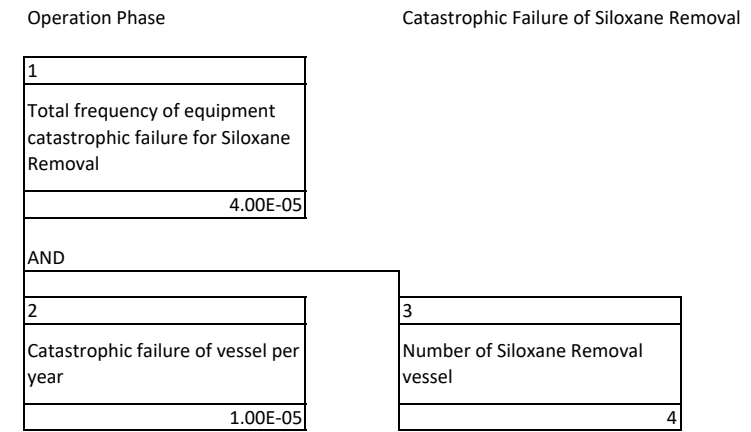 Operation Phase
Catastrophic Failure of Siloxane Removal
1
Total frequency of equipment
catastrophic failure for Siloxane
Removal
4.00E-05
AND
2
Catastrophic failure of vessel per
year
1.00E-05
3
Number of Siloxane Removal
vessel
4